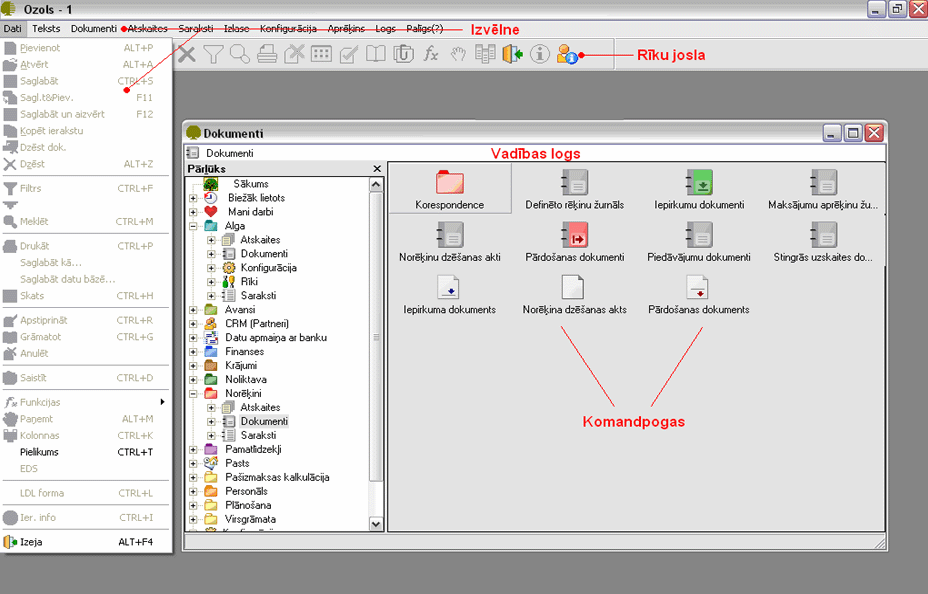 Ozols - 1
Dati Teksts Dokumenti Atskaites Saraksti Izlase Konfigurācija Aprēķins Logs Palīgs(?) Izvēlne
Rīku josla
Pievienot ALT+P
Atvērt ALT+A
Saglabāt CTRL+S
Sagl.t&Piev. F11
Saglabāt un aizvērt F12
Kopēt ierakstu
Dzēst dok.
Dzēst ALT+Z
Filtrs CTRL+F
Meklēt CTRL+M
Drukāt CTRL+P
Saglabāt kā...
Saglabāt datu bāzē...
Skats CTRL+H
Apstiprināt CTRL+R
Grāmatot CTRL+G
Anulēt
Saistīt CTRL+D
Funkcijas
Paņemt ALT+M
Kolonnas CTRL+K
Pielikums CTRL+T
EDS
LDL forma CTRL+L
Ier. info CTRL+I
Izeja ALT+F4
Dokumenti
Dokumenti
Vadības logs
Pārlūks
Sākums
Biežāk lietots
Mani darbi
Alga
Atskaites
Dokumenti
Konfigurācija
Rīki
Saraksti
Avansi
CRM (Partneri)
Datu apmaiņa ar banku
Finanses
Krājumi
Noliktava
Norēķini
Atskaites
Dokumenti
Saraksti
Pamatlīdzekļi
Pasts
Pašizmaksas kalkulācija
Personāls
Plānošana
Virsgrāmata
Korespondence
Definēto rēķinu žurnāls
Iepirkumu dokumenti
Maksājumu aprēķinu žu...
Norēķinu dzēšanas akti
Pārdošanas dokumenti
Piedāvājumu dokumenti
Stingrās uzskaites do...
Iepirkuma dokuments
Norēķina dzēšanas akts
Pārdošanas dokuments
Komandpogas